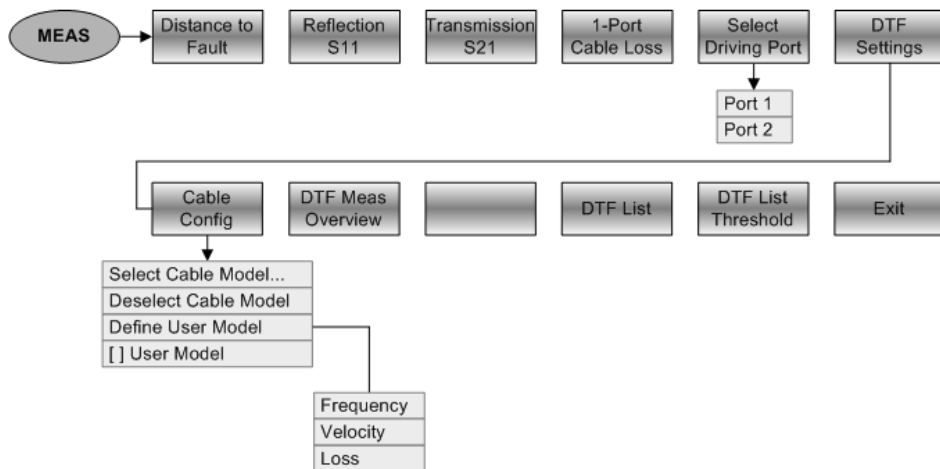 MEAS
Distance to
Fault
Reflection
S11
Transmission
S21
1-Port
Cable Loss
Select
Driving Port
DTF
Settings
Port 1
Port 2
Cable
Config
DTF Meas
Overview
DTF List
DTF List
Threshold
Exit
Select Cable Model...
Deselect Cable Model
Define User Model
[ ] User Model
Frequency
Velocity
Loss